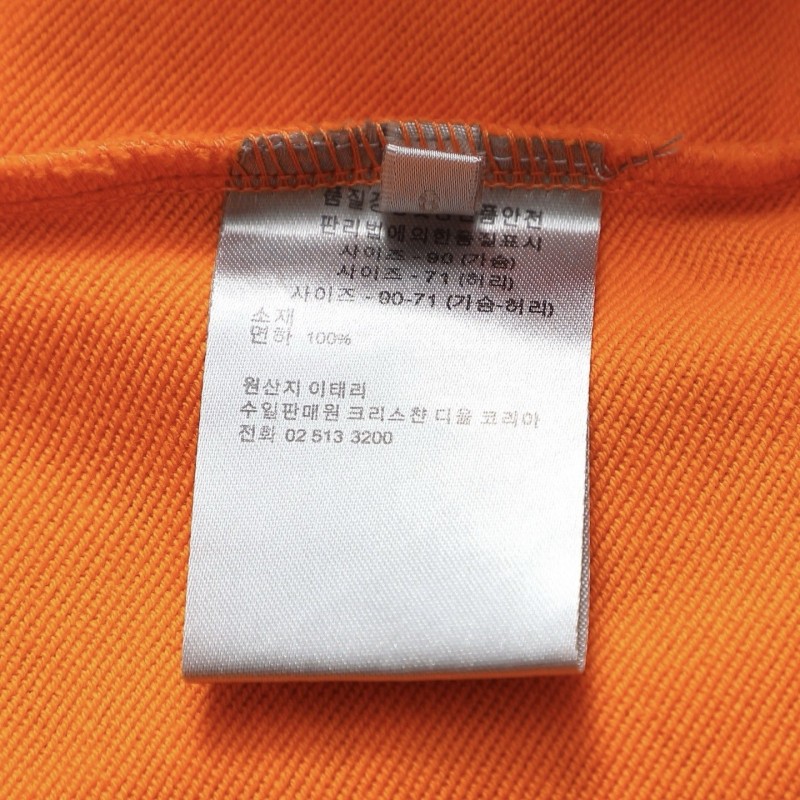 판리법에의한품질표시
사이즈 - 90 (가슴)
사이즈 - 71 (허리)
사이즈 - 90-71 (가슴-허리)
소재
면하 100%
원산지 이태리
수일판매원 크리스챤 디올 코리아
전화 02 513 3200